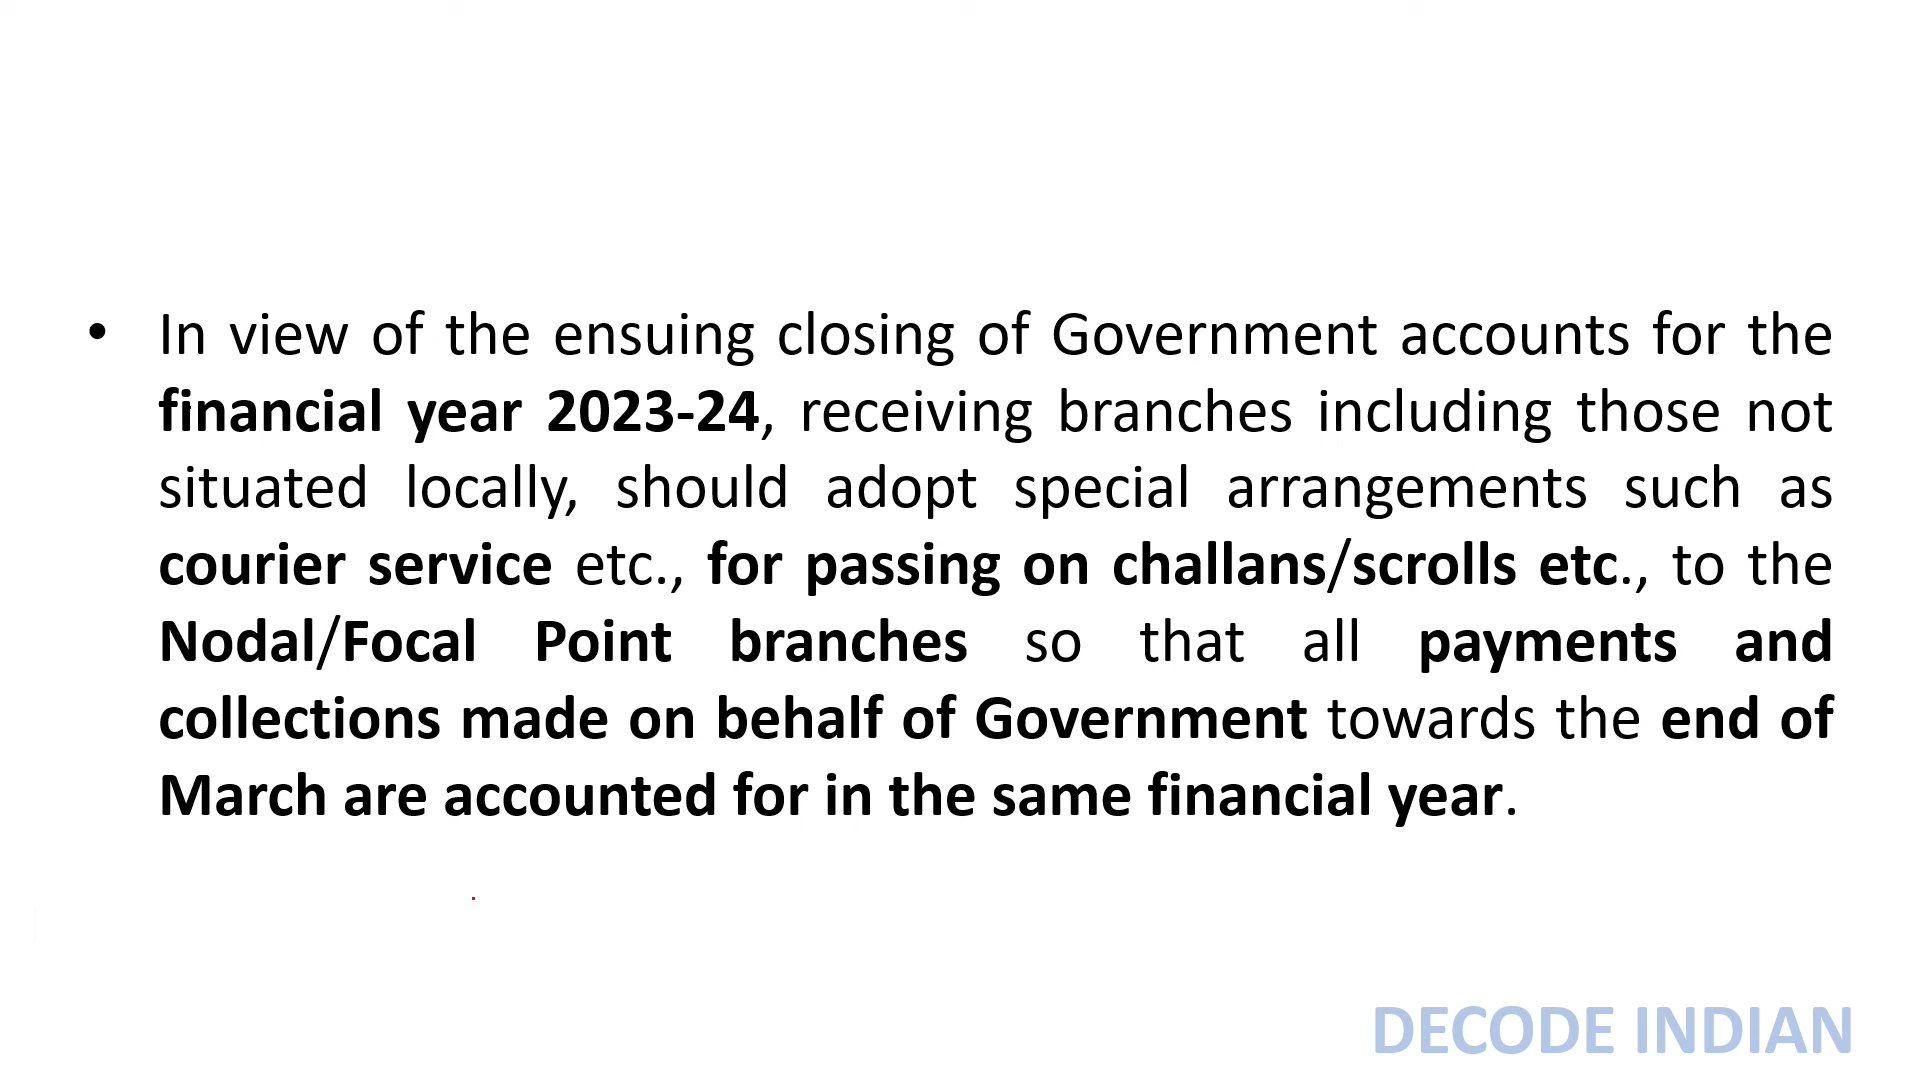 • In view of the ensuing closing of Government accounts for the
financial year 2023-24, receiving branches including those not
situated locally, should adopt special arrangements such as
courier service etc., for passing on challans/scrolls etc., to the
Nodal/Focal Point branches so that all payments and
collections made on behalf of Government towards the end of
March are accounted for in the same financial year.
DECODE INDIAN